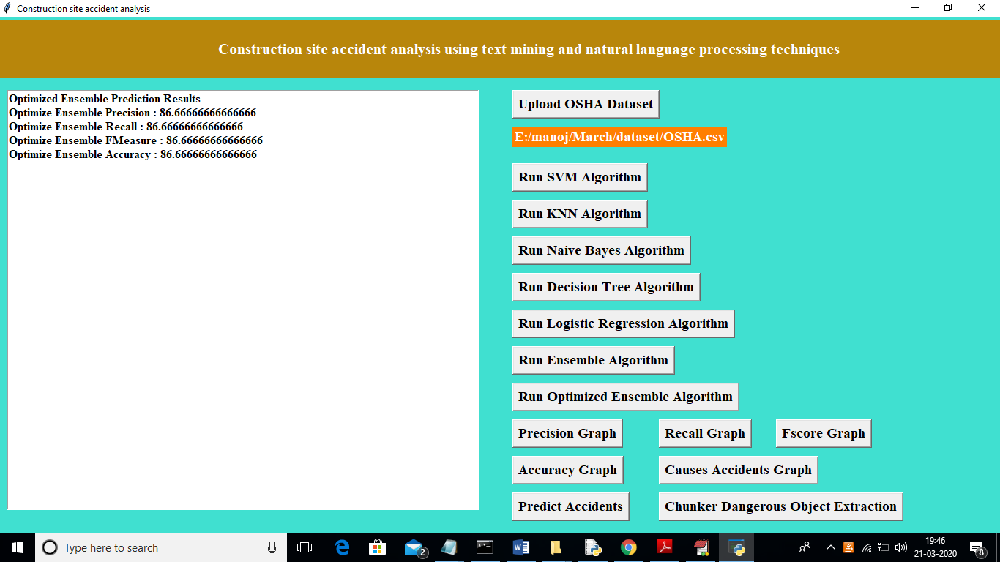 Construction site accident analysis
Construction site accident analysis using text mining and natural language processing techniques
Optimized Ensemble Prediction Results
Optimize Ensemble Precision : 86.66666666666666
Optimize Ensemble Recall : 86.66666666666666
Optimize Ensemble FMeasure : 86.66666666666666
Optimize Ensemble Accuracy : 86.66666666666666
Upload OSHA Dataset
E:/manoj/March/dataset/OSHA.csv
Run SVM Algorithm
Run KNN Algorithm
Run Naive Bayes Algorithm
Run Decision Tree Algorithm
Run Logistic Regression Algorithm
Run Ensemble Algorithm
Run Optimized Ensemble Algorithm
Precision Graph Recall Graph Fscore Graph
Accuracy Graph Causes Accidents Graph
Predict Accidents Chunker Dangerous Object Extraction
Type here to search
2
19:46
21-03-2020
8